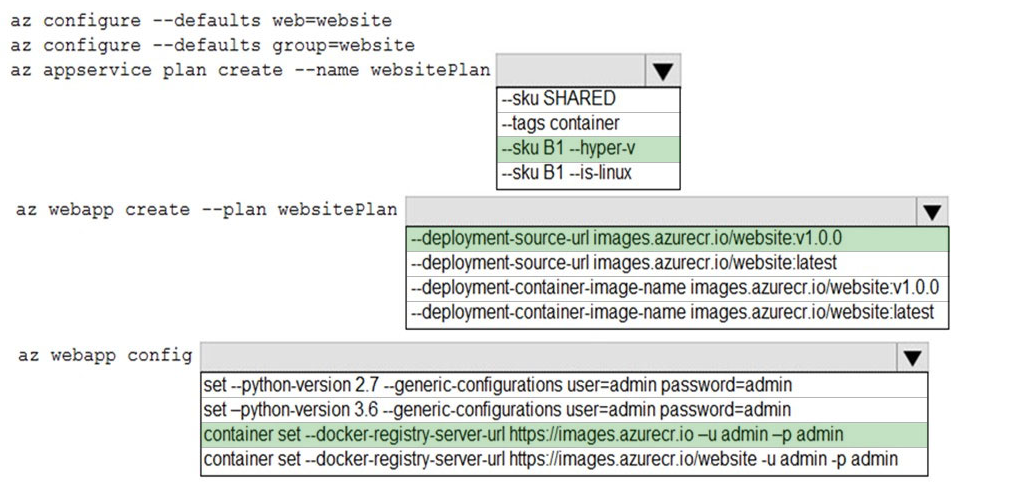 az configure --defaults web=website
az configure --defaults group=website
az appservice plan create --name websitePlan
--sku SHARED
--tags container
--sku B1 --hyper-v
--sku B1 --is-linux
az webapp create --plan websitePlan
--deployment-source-url images.azurecr.io/website:v1.0.0
--deployment-source-url images.azurecr.io/website:latest
--deployment-container-image-name images.azurecr.io/website:v1.0.0
--deployment-container-image-name images.azurecr.io/website:latest
az webapp config
set --python-version 2.7 --generic-configurations user=admin password=admin
set –python-version 3.6 --generic-configurations user=admin password=admin
container set --docker-registry-server-url https://images.azurecr.io –u admin –p admin
container set --docker-registry-server-url https://images.azurecr.io/website -u admin -p admin